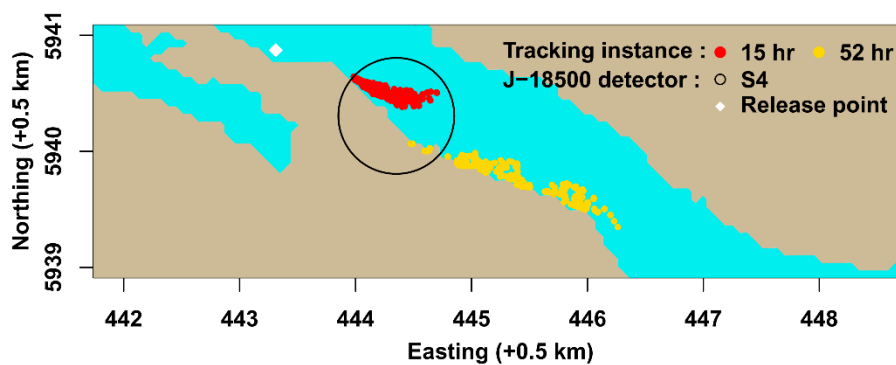 Tracking instance : 15 hr 52 hr
J−18500 detector : S4
Release point
Northing (+0.5 km)
5941
5940
5939
442 443 444 445 446 447 448
Easting (+0.5 km)